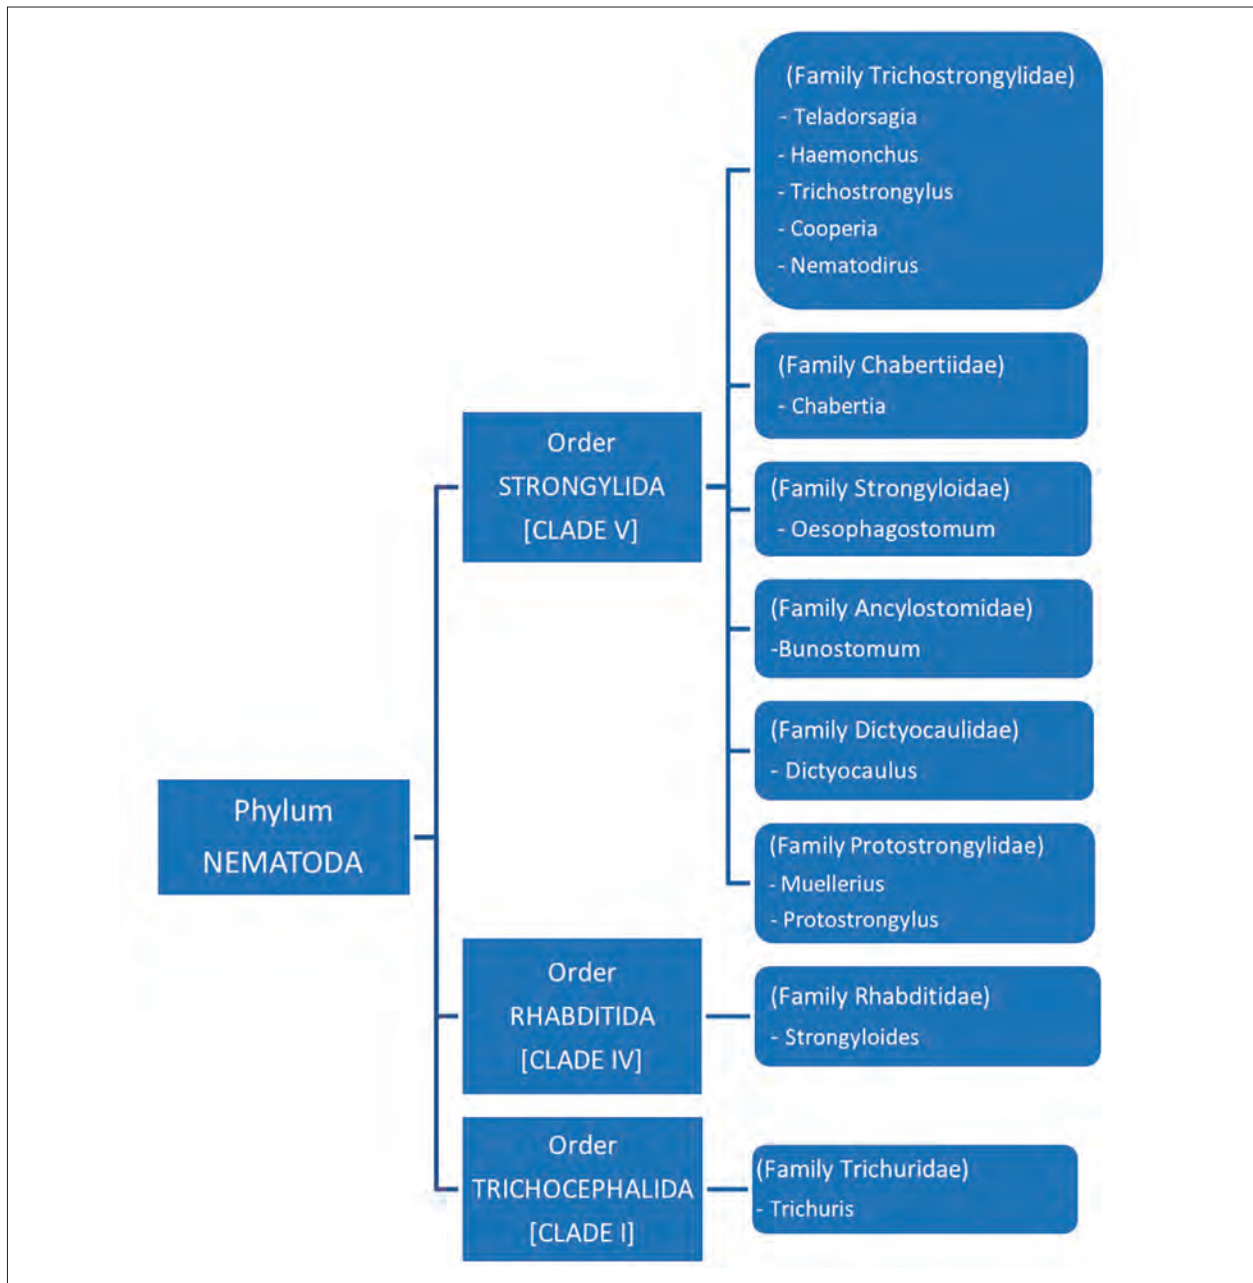 Phylum
NEMATODA
Order
STRONGYLIDA
[CLADE V]
(Family Trichostrongylidae)
- Teladorsagia
- Haemonchus
- Trichostrongylus
- Cooperia
- Nematodirus
(Family Chabertiidae)
- Chabertia
(Family Strongyloidae)
- Oesophagostomum
(Family Ancylostomidae)
-Bunostomum
(Family Dictyocaulidae)
- Dictyocaulus
(Family Protostrongylidae)
- Muellerius
- Protostrongylus
Order
RHABDITIDA
[CLADE IV]
(Family Rhabditidae)
- Strongyloides
Order
TRICHOCEPHALIDA
[CLADE I]
(Family Trichuridae)
- Trichuris